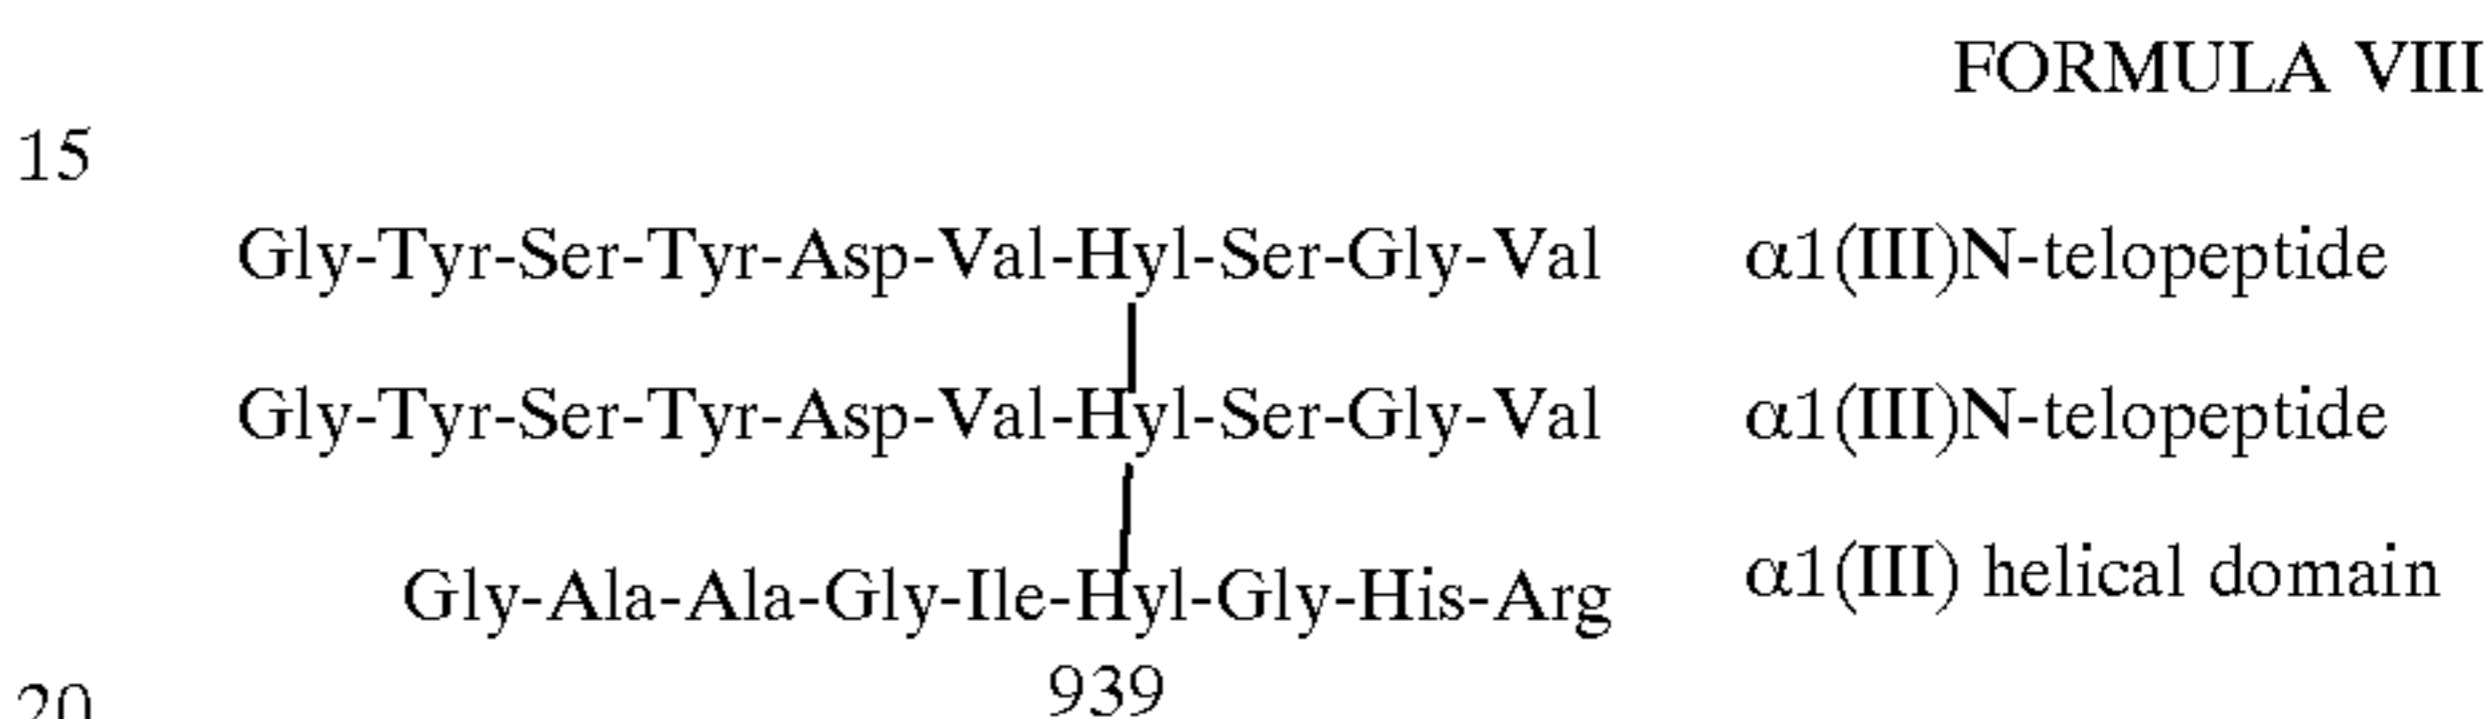 FORMULA VIII
15
Gly-Tyr-Ser-Tyr-Asp-Val-Hyl-Ser-Gly-Val α1(III)N-telopeptide
Gly-Tyr-Ser-Tyr-Asp-Val-Hyl-Ser-Gly-Val α1(III)N-telopeptide
Gly-Ala-Ala-Gly-Ile-Hyl-Gly-His-Arg α1(III) helical domain
939
20